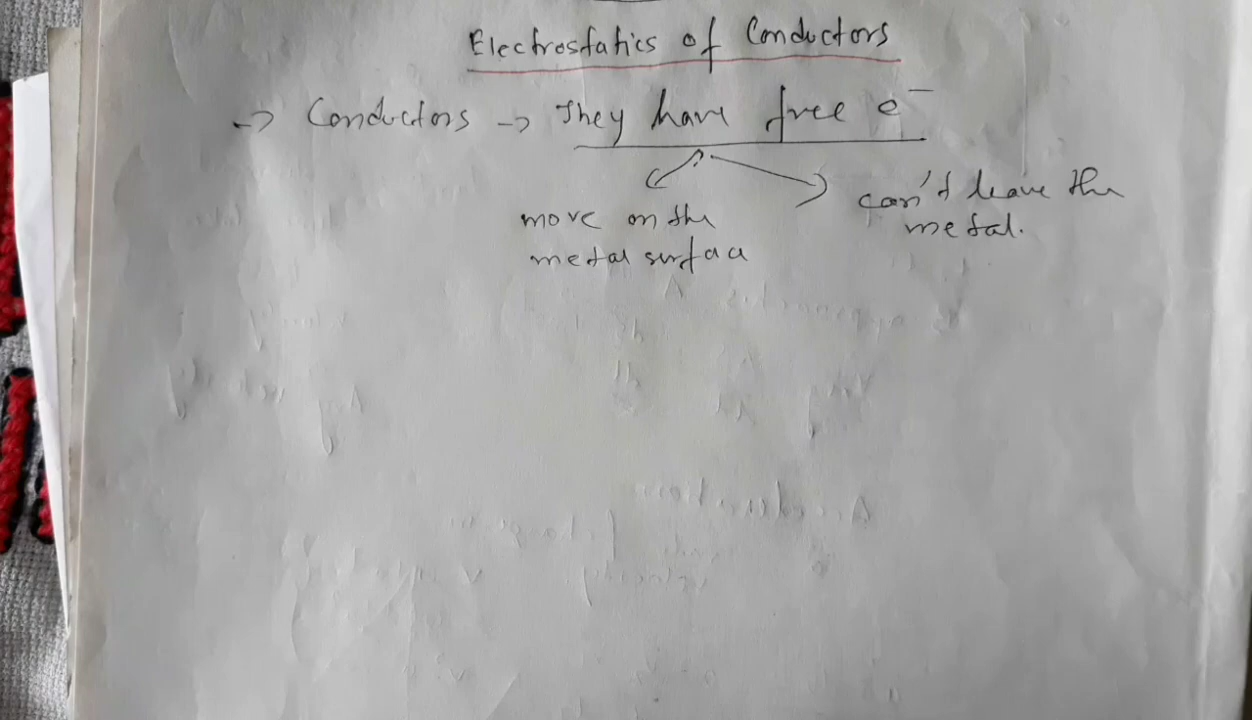 Electrostatics of Conductors
-> Conductors -> They have free e⁻
can't leave the
metal.
move on the
metal surface